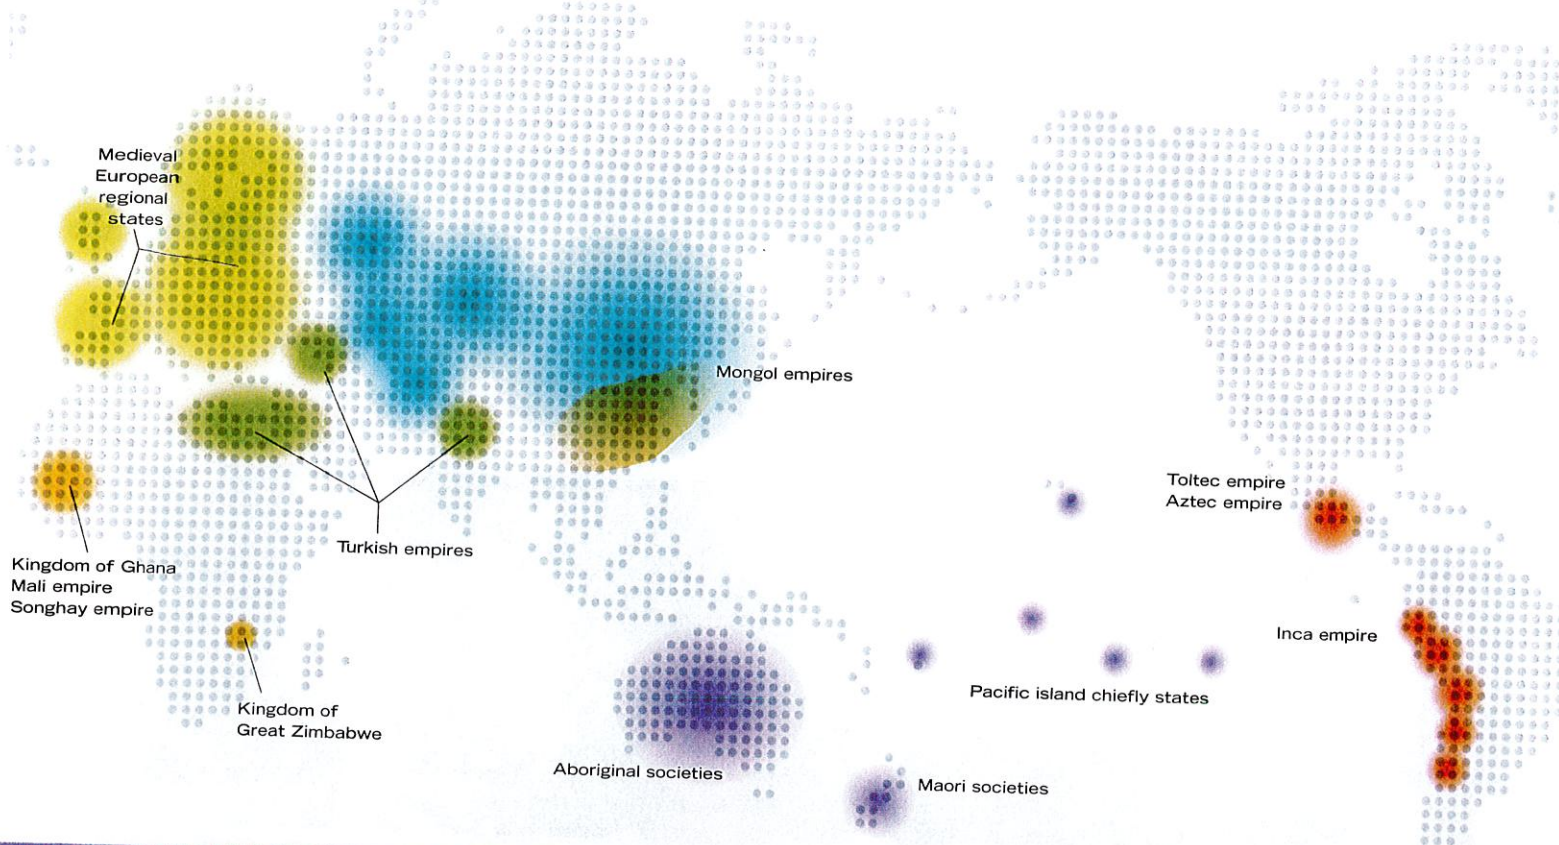 Medieval
European
regional
states
Mongol empires
Toltec empire
Aztec empire
Turkish empires
Kingdom of Ghana
Mali empire
Songhay empire
Inca empire
Kingdom of
Great Zimbabwe
Pacific island chiefly states
Aboriginal societies
Maori societies